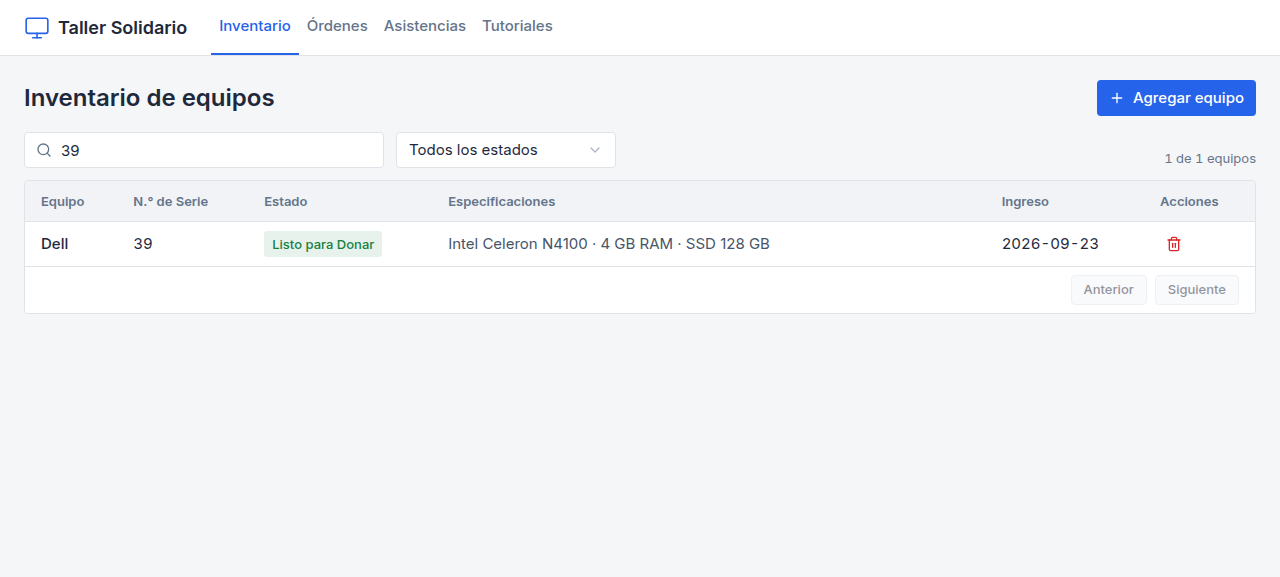 Taller Solidario
Inventario
Órdenes
Asistencias
Tutoriales
Inventario de equipos
+ Agregar equipo
39
Todos los estados
1 de 1 equipos
Equipo N.º de Serie Estado Especificaciones Ingreso Acciones
Dell 39 Listo para Donar Intel Celeron N4100 · 4 GB RAM · SSD 128 GB 2026-09-23
Anterior Siguiente